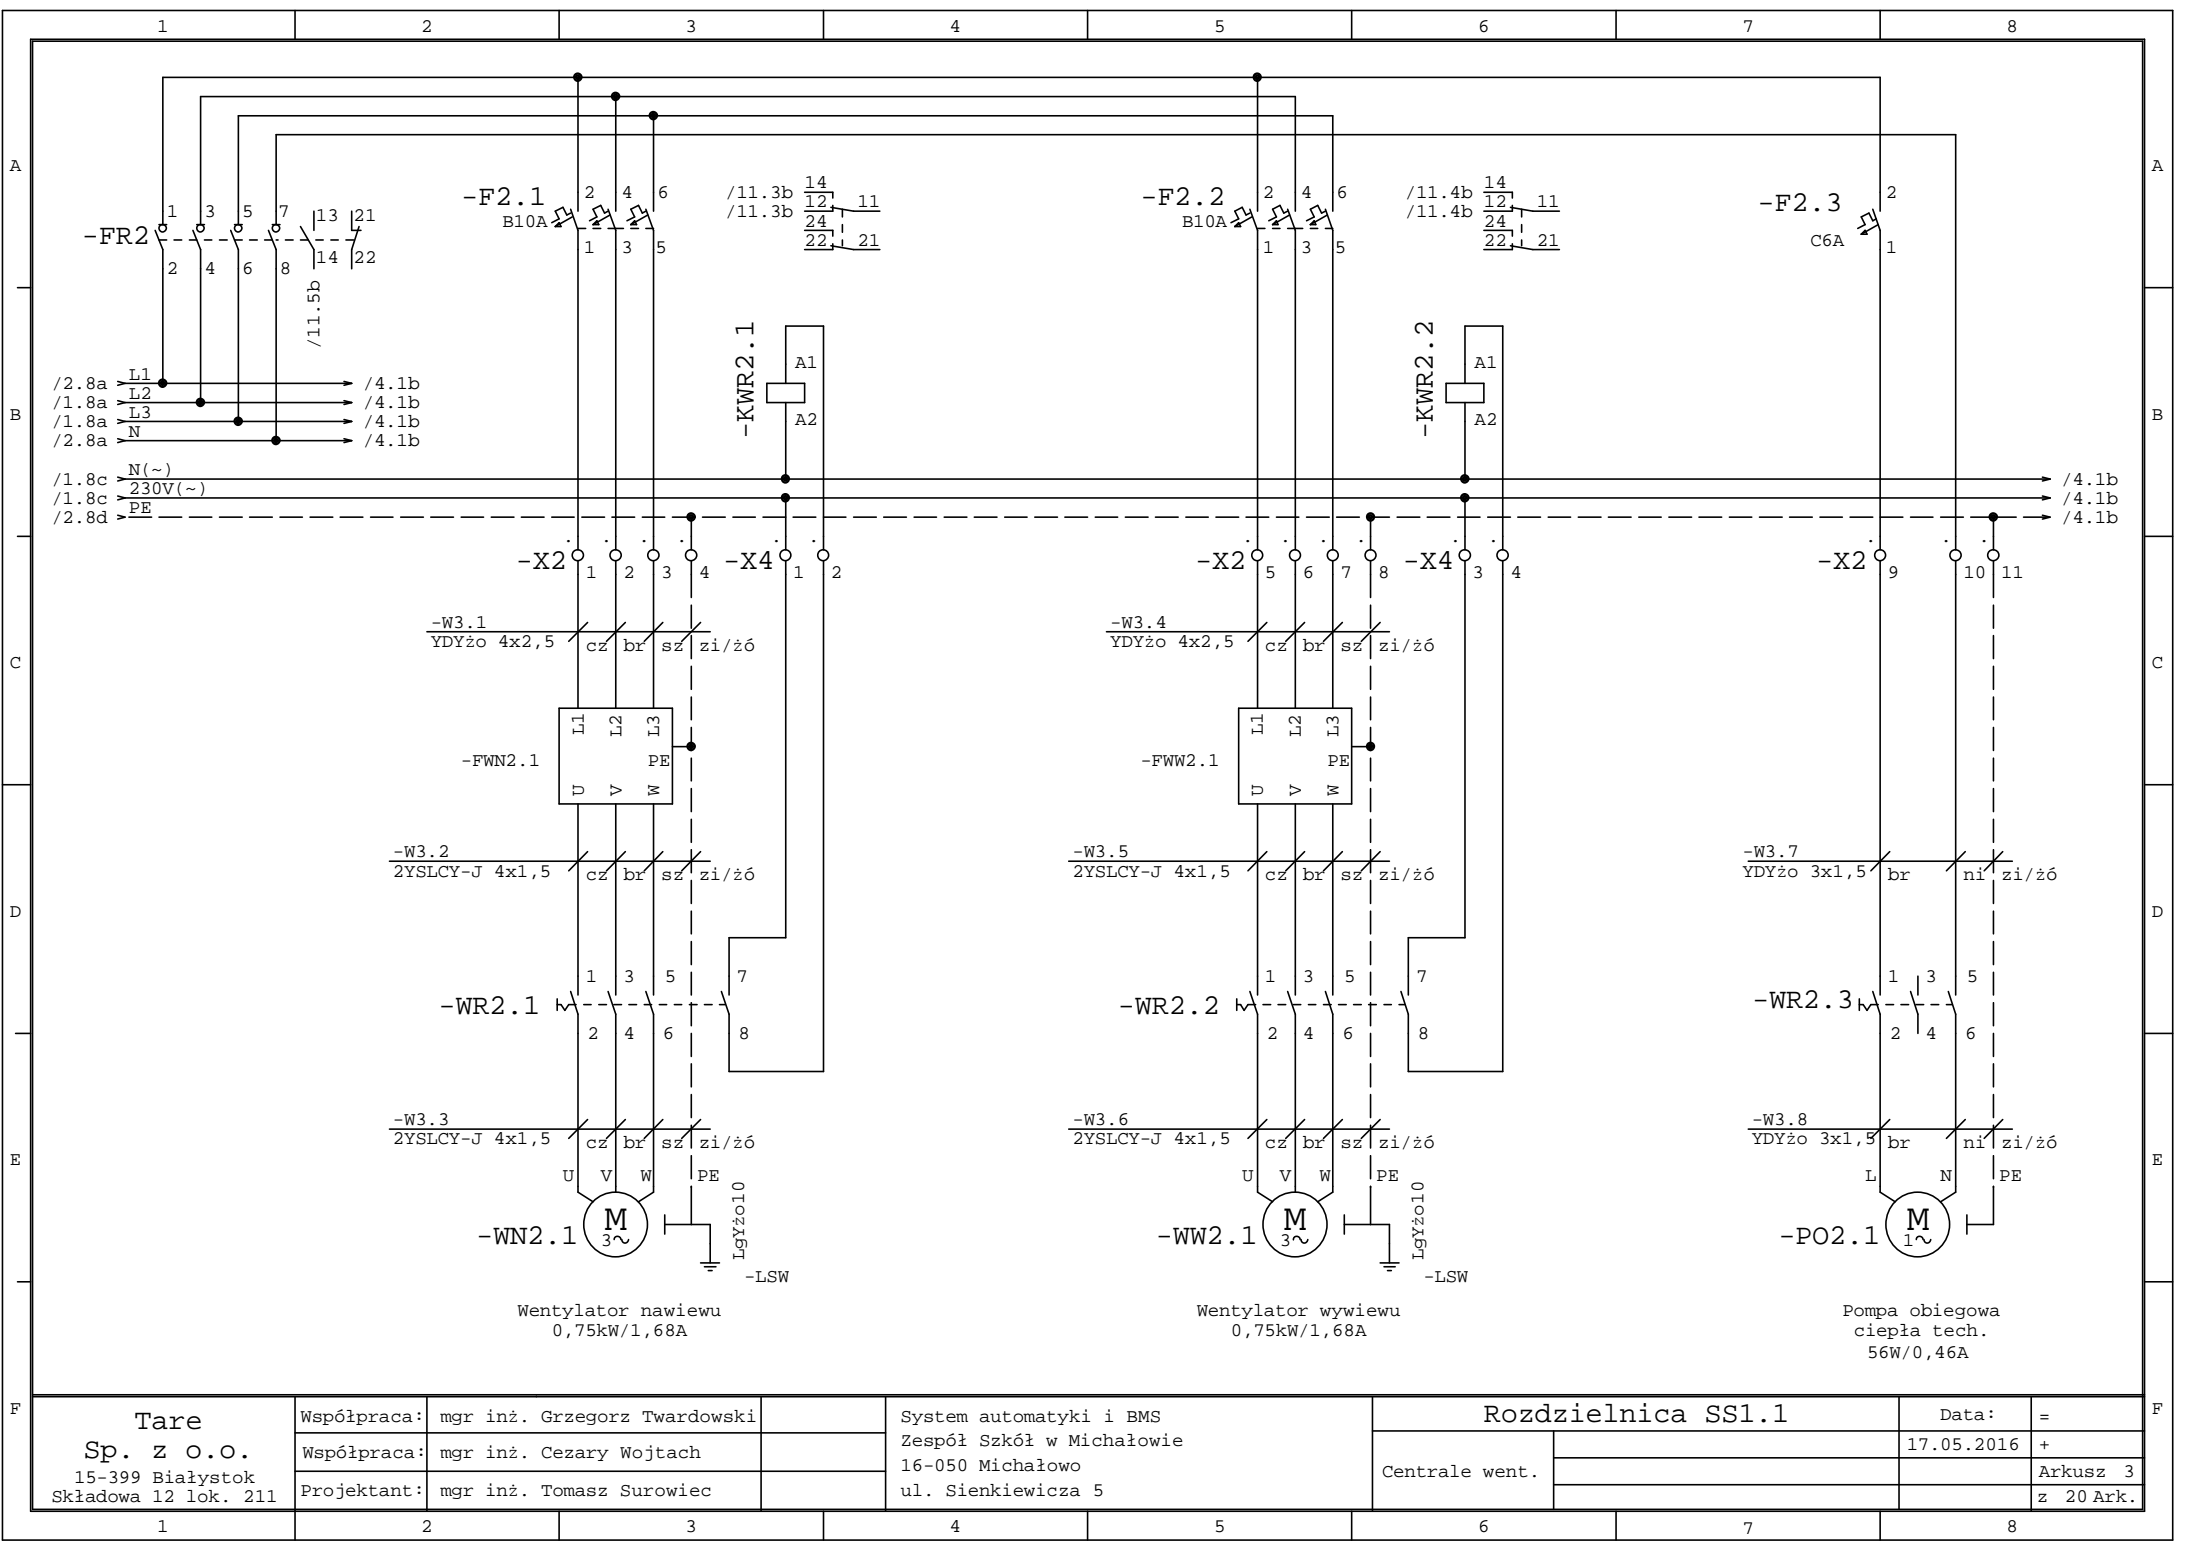 1 2 3 4 5 6 7 8
A A
B B
C C
D D
E E
F F
-FR2
1 3 5 7 13 21
2 4 6 8 14 22
/11.5b
-F2.1
B10A
2 4 6
1 3 5
/11.3b 14
/11.3b 12 11
24
22 21
-F2.2
B10A
2 4 6
1 3 5
/11.4b 14
/11.4b 12 11
24
22 21
-F2.3
C6A
2
1
-KWR2.1
A1
A2
-KWR2.2
A1
A2
/2.8a L1 /4.1b
/1.8a L2 /4.1b
/1.8a L3 /4.1b
/2.8a N /4.1b
/1.8c N(~) /4.1b
/1.8c 230V(~) /4.1b
/2.8d PE /4.1b
-X2 1 2 3 4 -X4 1 2
-X2 5 6 7 8 -X4 3 4
-X2 9 10 11
-W3.1
YDYżo 4x2,5 cz br sz zi/żó
-W3.4
YDYżo 4x2,5 cz br sz zi/żó
L1 L2 L3
-FWN2.1 PE
U V W
L1 L2 L3
-FWW2.1 PE
U V W
-W3.2
2YSLCY-J 4x1,5 cz br sz zi/żó
-W3.5
2YSLCY-J 4x1,5 cz br sz zi/żó
-W3.7
YDYżo 3x1,5 br ni zi/żó
1 3 5 7
-WR2.1
2 4 6 8
1 3 5 7
-WR2.2
2 4 6 8
1 3 5
-WR2.3
2 4 6
-W3.3
2YSLCY-J 4x1,5 cz br sz zi/żó
-W3.6
2YSLCY-J 4x1,5 cz br sz zi/żó
-W3.8
YDYżo 3x1,5 br ni zi/żó
U V W PE
-WN2.1 M
3~
LgYżo10
-LSW
U V W PE
-WW2.1 M
3~
LgYżo10
-LSW
L N PE
-PO2.1 M
1~
Wentylator nawiewu
0,75kW/1,68A
Wentylator wywiewu
0,75kW/1,68A
Pompa obiegowa
ciepła tech.
56W/0,46A
Tare
Sp. z o.o.
15-399 Białystok
Składowa 12 lok. 211
Współpraca: mgr inż. Grzegorz Twardowski
Współpraca: mgr inż. Cezary Wojtach
Projektant: mgr inż. Tomasz Surowiec
System automatyki i BMS
Zespół Szkół w Michałowie
16-050 Michałowo
ul. Sienkiewicza 5
Rozdzielnica SS1.1
Centrale went.
Data:
17.05.2016
=
+
Arkusz 3
z 20 Ark.
1 2 3 4 5 6 7 8